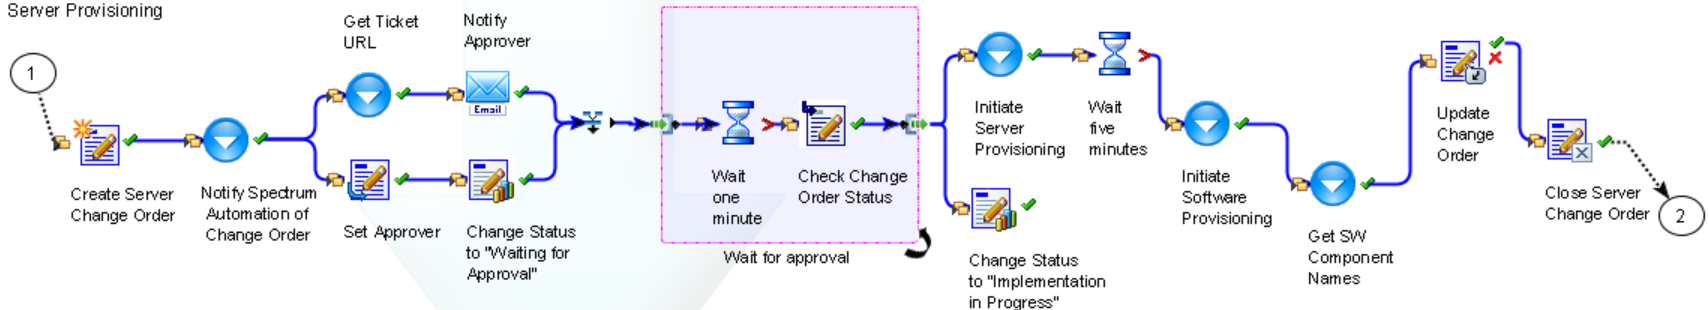 Server Provisioning
1
Create Server
Change Order
Notify Spectrum
Automation of
Change Order
Get Ticket
URL
Notify
Approver
Email
Set Approver
Change Status
to "Waiting for
Approval"
Wait
one
minute
Check Change
Order Status
Wait for approval
Initiate
Server
Provisioning
Wait
five
minutes
Change Status
to "Implementation
in Progress"
Initiate
Software
Provisioning
Get SW
Component
Names
Update
Change
Order
Close Server
Change Order
2